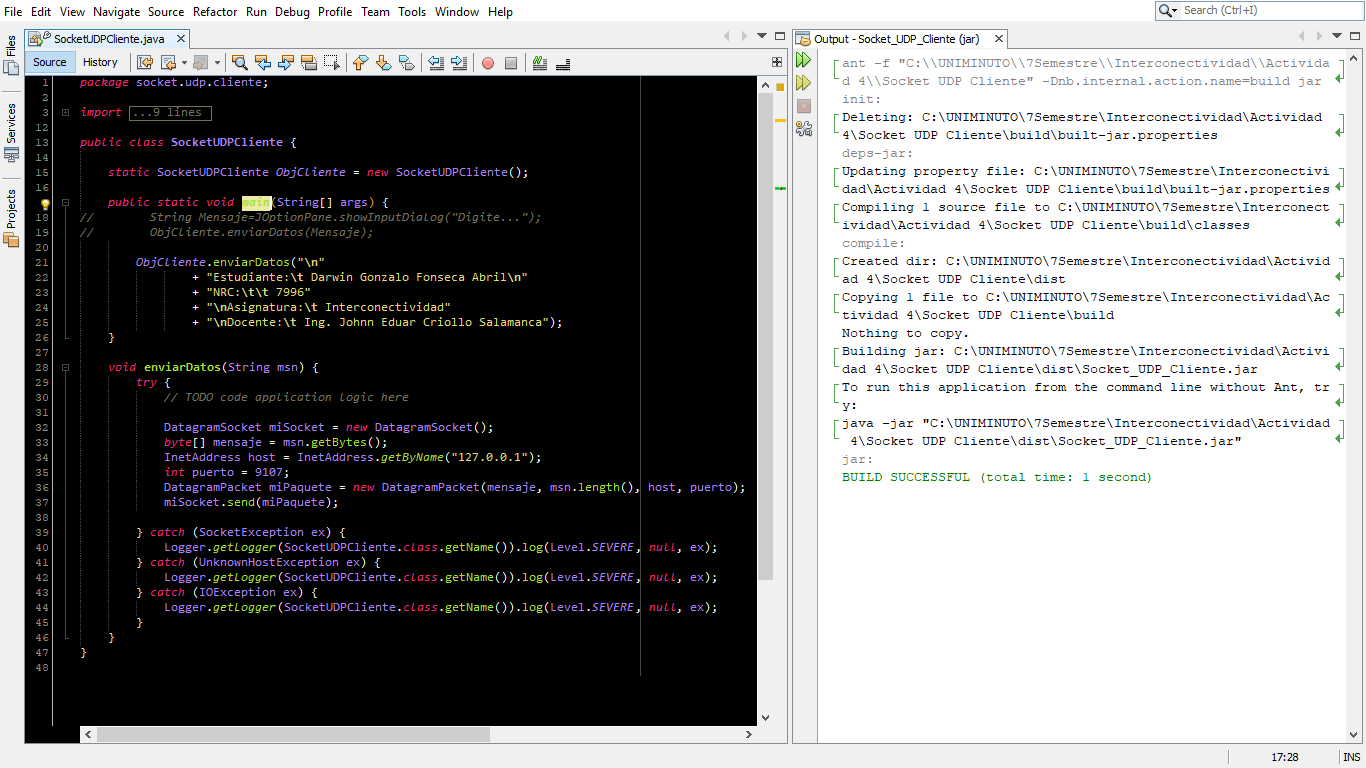 File Edit View Navigate Source Refactor Run Debug Profile Team Tools Window Help
Search (Ctrl+I)
Files
Services
Projects
SocketUDPCliente.java
Source History
1 package socket.udp.cliente;
2
3 import ...9 lines
12
13 public class SocketUDPCliente {
14
15 static SocketUDPCliente ObjCliente = new SocketUDPCliente();
16
public static void main(String[] args) {
18 // String Mensaje=JOptionPane.showInputDialog("Digite...");
19 // ObjCliente.enviarDatos(Mensaje);
20
21 ObjCliente.enviarDatos("\n"
22 + "Estudiante:\t Darwin Gonzalo Fonseca Abril\n"
23 + "NRC:\t\t 7996"
24 + "\nAsignatura:\t Interconectividad"
25 + "\nDocente:\t Ing. Johnn Eduar Criollo Salamanca");
26 }
27
28 void enviarDatos(String msn) {
29 try {
30 // TODO code application logic here
31
32 DatagramSocket miSocket = new DatagramSocket();
33 byte[] mensaje = msn.getBytes();
34 InetAddress host = InetAddress.getByName("127.0.0.1");
35 int puerto = 9107;
36 DatagramPacket miPaquete = new DatagramPacket(mensaje, msn.length(), host, puerto);
37 miSocket.send(miPaquete);
38
39 } catch (SocketException ex) {
40 Logger.getLogger(SocketUDPCliente.class.getName()).log(Level.SEVERE, null, ex);
41 } catch (UnknownHostException ex) {
42 Logger.getLogger(SocketUDPCliente.class.getName()).log(Level.SEVERE, null, ex);
43 } catch (IOException ex) {
44 Logger.getLogger(SocketUDPCliente.class.getName()).log(Level.SEVERE, null, ex);
45 }
46 }
47 }
48
Output - Socket_UDP_Cliente (jar)
ant -f "C:\\UNIMINUTO\\7Semestre\\Interconectividad\\Activida
d 4\\Socket UDP Cliente" -Dnb.internal.action.name=build jar
init:
Deleting: C:\UNIMINUTO\7Semestre\Interconectividad\Actividad
4\Socket UDP Cliente\build\built-jar.properties
deps-jar:
Updating property file: C:\UNIMINUTO\7Semestre\Interconectivi
dad\Actividad 4\Socket UDP Cliente\build\built-jar.properties
Compiling 1 source file to C:\UNIMINUTO\7Semestre\Interconect
ividad\Actividad 4\Socket UDP Cliente\build\classes
compile:
Created dir: C:\UNIMINUTO\7Semestre\Interconectividad\Activid
ad 4\Socket UDP Cliente\dist
Copying 1 file to C:\UNIMINUTO\7Semestre\Interconectividad\Ac
tividad 4\Socket UDP Cliente\build
Nothing to copy.
Building jar: C:\UNIMINUTO\7Semestre\Interconectividad\Activi
dad 4\Socket UDP Cliente\dist\Socket_UDP_Cliente.jar
To run this application from the command line without Ant, tr
y:
java -jar "C:\UNIMINUTO\7Semestre\Interconectividad\Actividad
4\Socket UDP Cliente\dist\Socket_UDP_Cliente.jar"
jar:
BUILD SUCCESSFUL (total time: 1 second)
17:28 INS